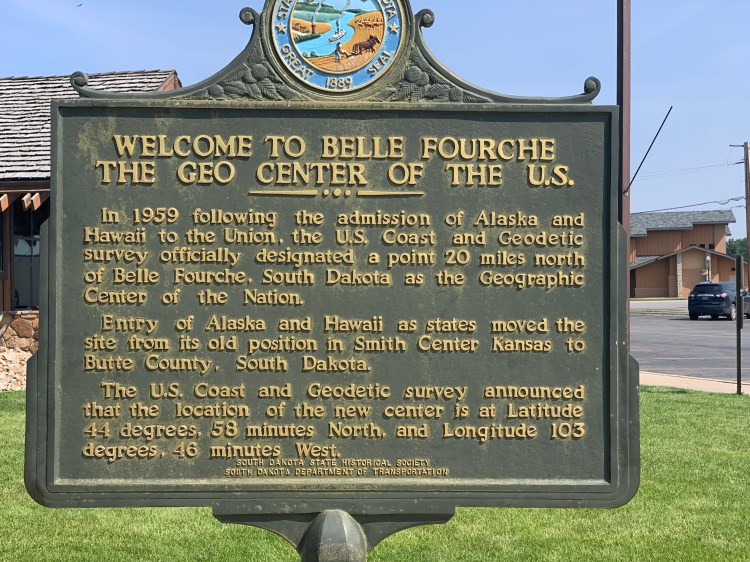 GREAT SEAL
1889
WELCOME TO BELLE FOURCHE
THE GEO CENTER OF THE U.S.
In 1959 following the admission of Alaska and
Hawaii to the Union, the U.S. Coast and Geodetic
survey officially designated a point 20 miles north
of Belle Fourche, South Dakota as the Geographic
Center of the Nation.
Entry of Alaska and Hawaii as states moved the
site from its old position in Smith Center Kansas to
Butte County, South Dakota.
The U.S. Coast and Geodetic survey announced
that the location of the new center is at Latitude
44 degrees, 58 minutes North, and Longitude 103
degrees, 46 minutes West.
SOUTH DAKOTA STATE HISTORICAL SOCIETY
SOUTH DAKOTA DEPARTMENT OF TRANSPORTATION